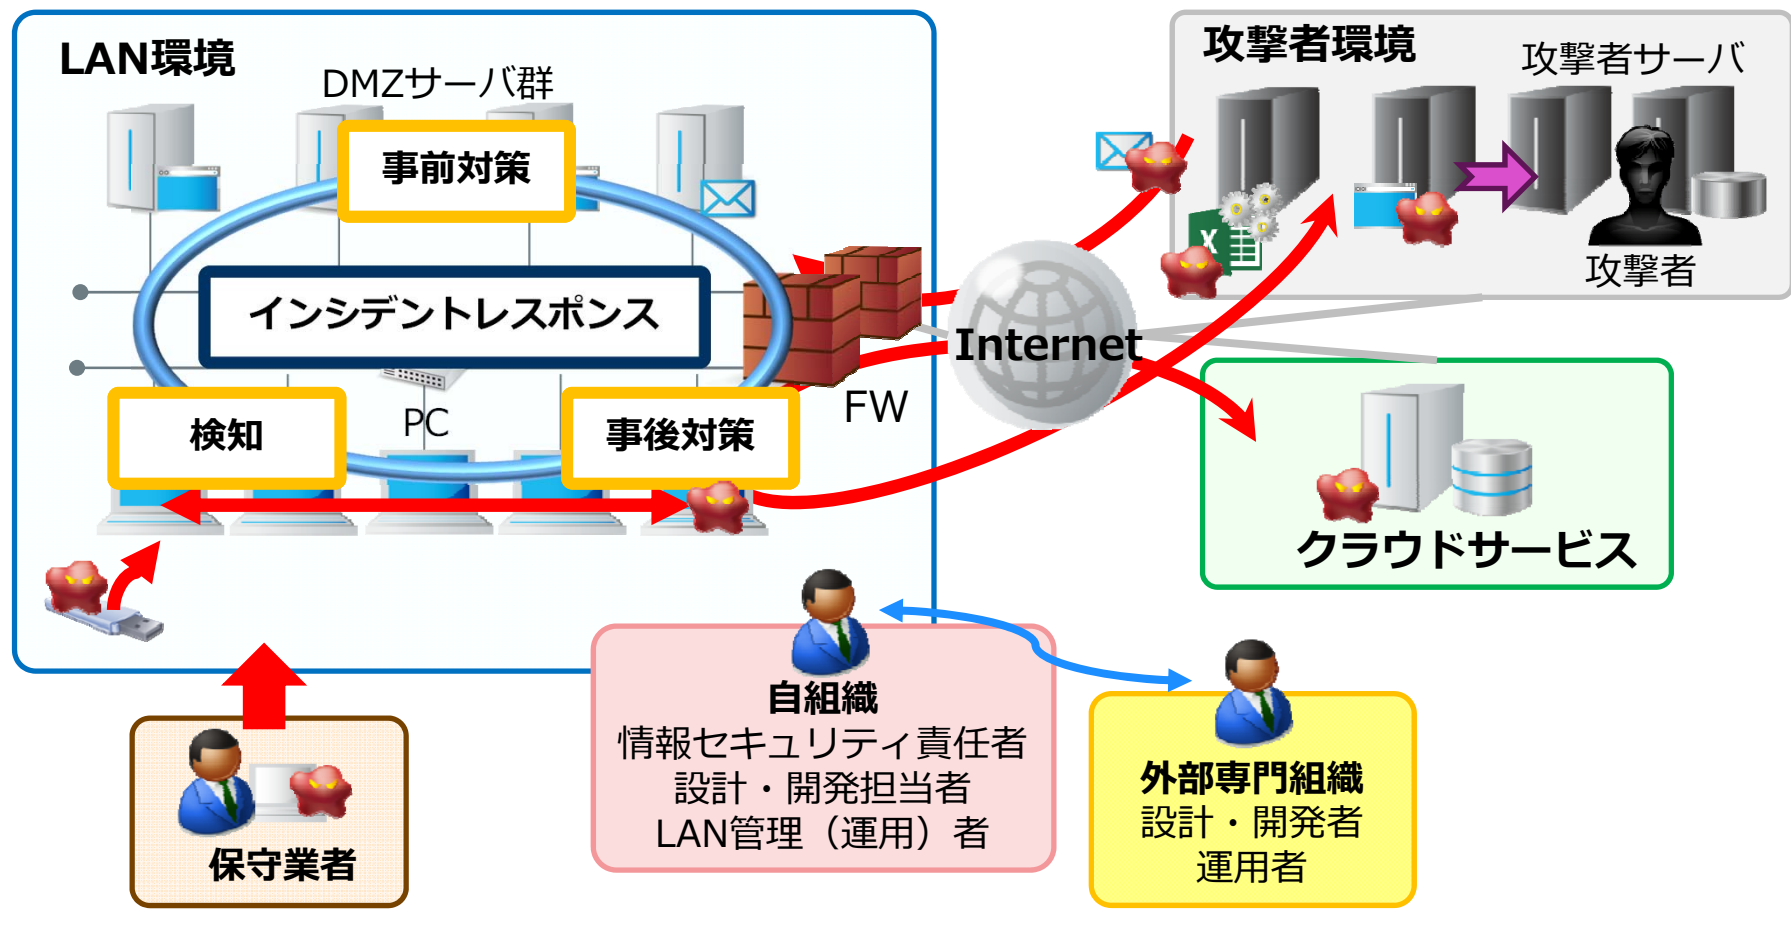 LAN環境
DMZサーバ群
事前対策
インシデントレスポンス
検知
PC
事後対策
FW
Internet
攻撃者環境
攻撃者サーバ
X
攻撃者
クラウドサービス
保守業者
自組織
情報セキュリティ責任者
設計・開発担当者
LAN管理（運用）者
外部専門組織
設計・開発者
運用者